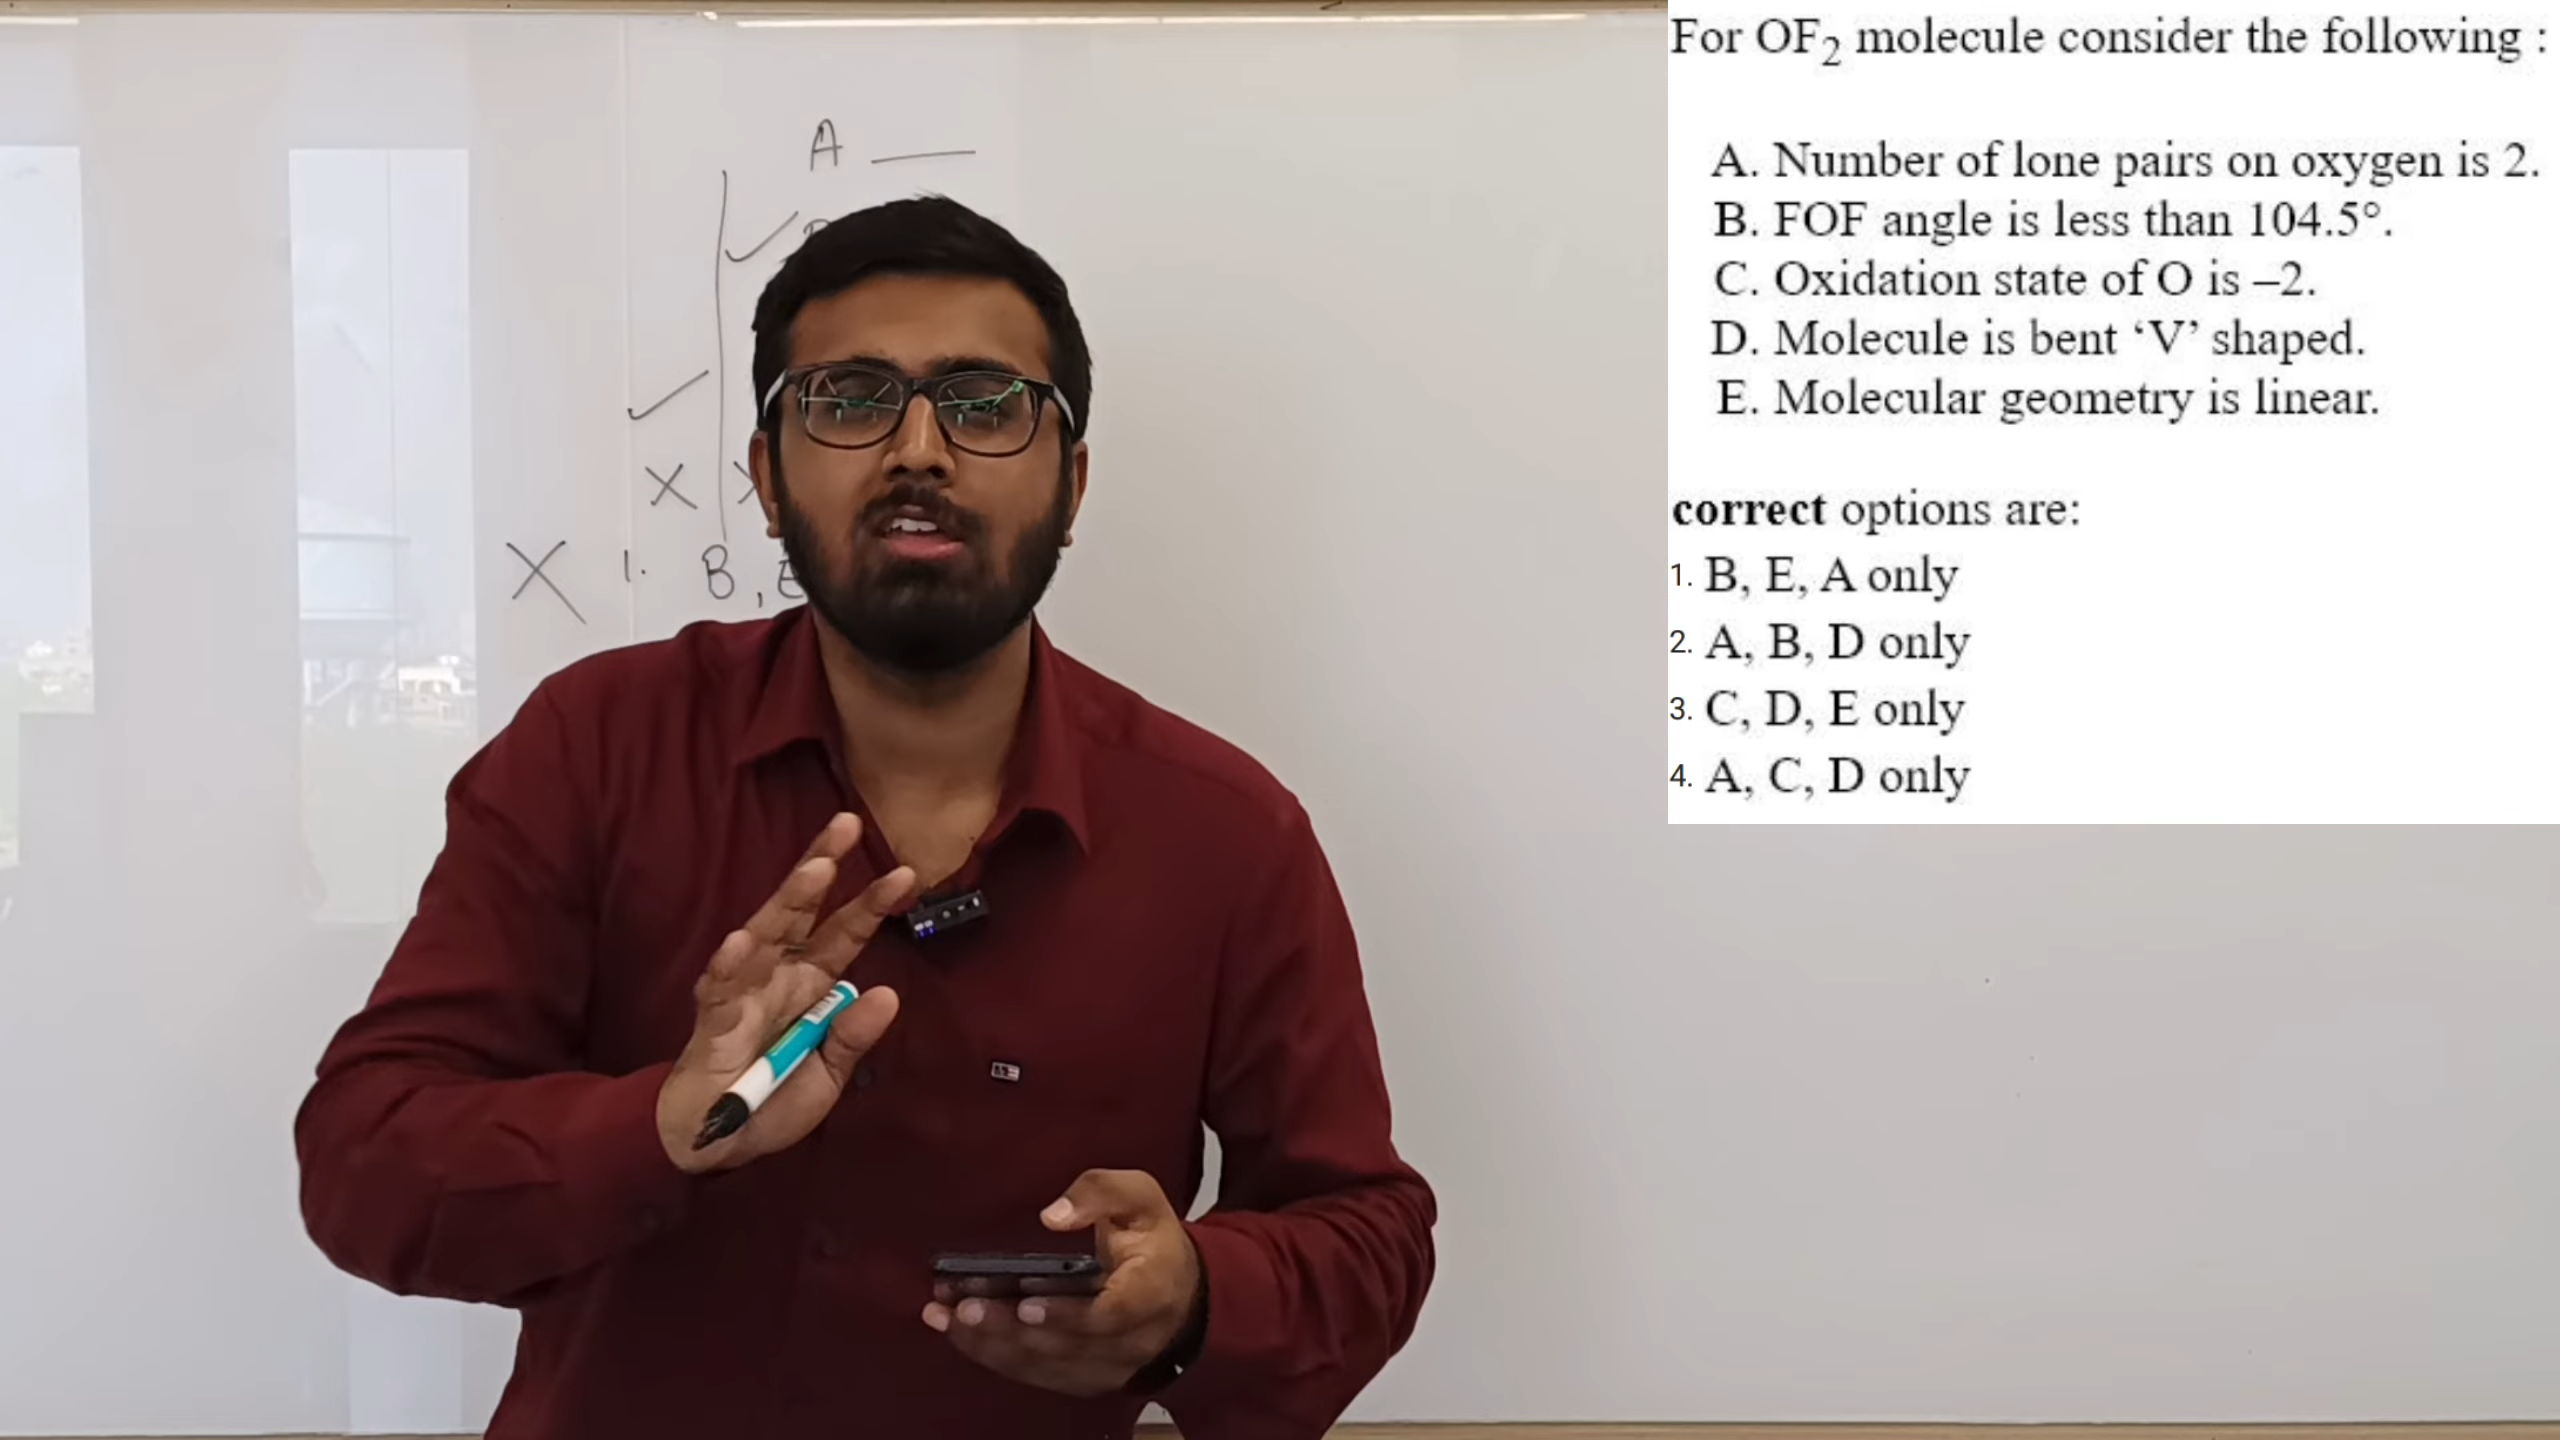 A
1. B, E
For OF₂ molecule consider the following :
A. Number of lone pairs on oxygen is 2.
B. FOF angle is less than 104.5°.
C. Oxidation state of O is –2.
D. Molecule is bent ‘V’ shaped.
E. Molecular geometry is linear.
correct options are:
1. B, E, A only
2. A, B, D only
3. C, D, E only
4. A, C, D only